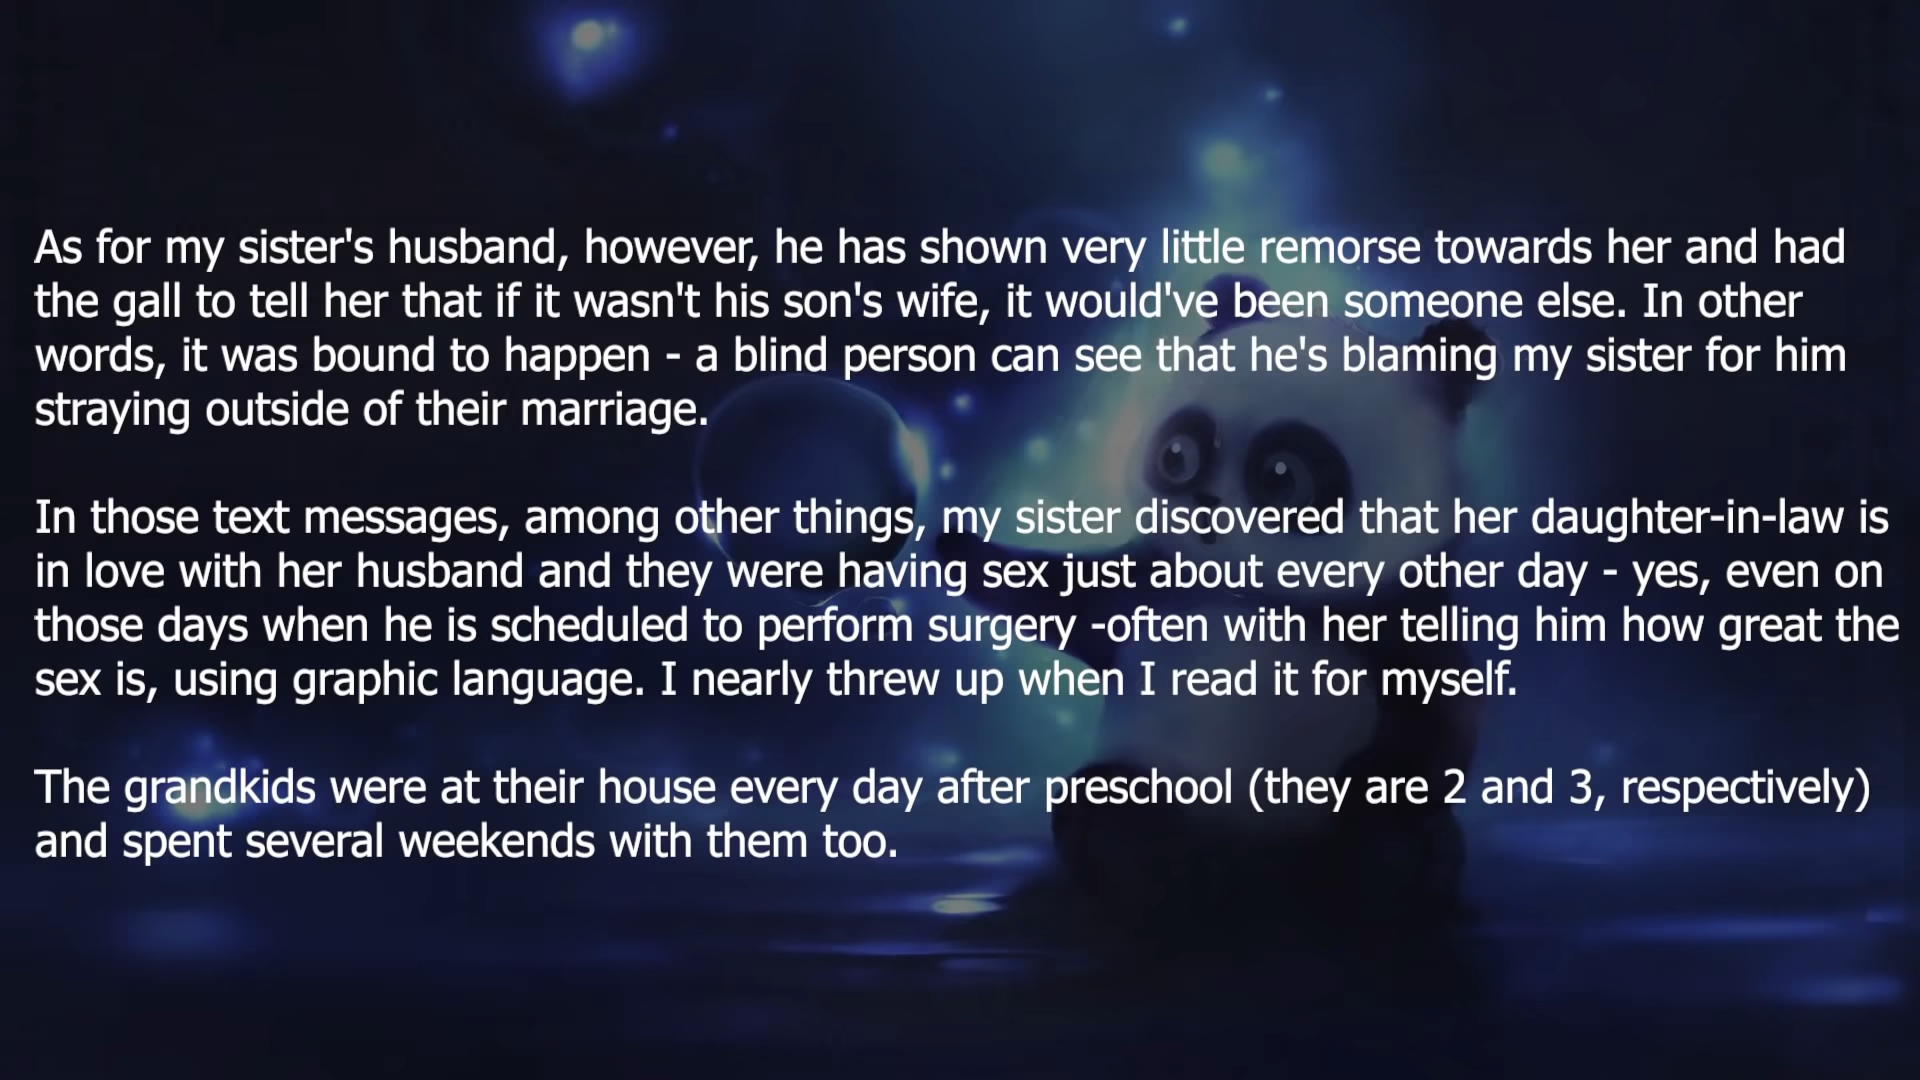 As for my sister's husband, however, he has shown very little remorse towards her and had
the gall to tell her that if it wasn't his son's wife, it would've been someone else. In other
words, it was bound to happen - a blind person can see that he's blaming my sister for him
straying outside of their marriage.
In those text messages, among other things, my sister discovered that her daughter-in-law is
in love with her husband and they were having sex just about every other day - yes, even on
those days when he is scheduled to perform surgery -often with her telling him how great the
sex is, using graphic language. I nearly threw up when I read it for myself.
The grandkids were at their house every day after preschool (they are 2 and 3, respectively)
and spent several weekends with them too.